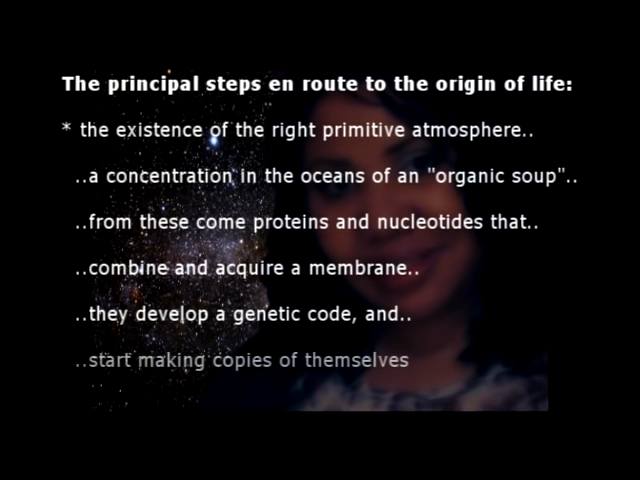 The principal steps en route to the origin of life:
* the existence of the right primitive atmosphere..
..a concentration in the oceans of an "organic soup"..
..from these come proteins and nucleotides that..
..combine and acquire a membrane..
..they develop a genetic code, and..
..start making copies of themselves